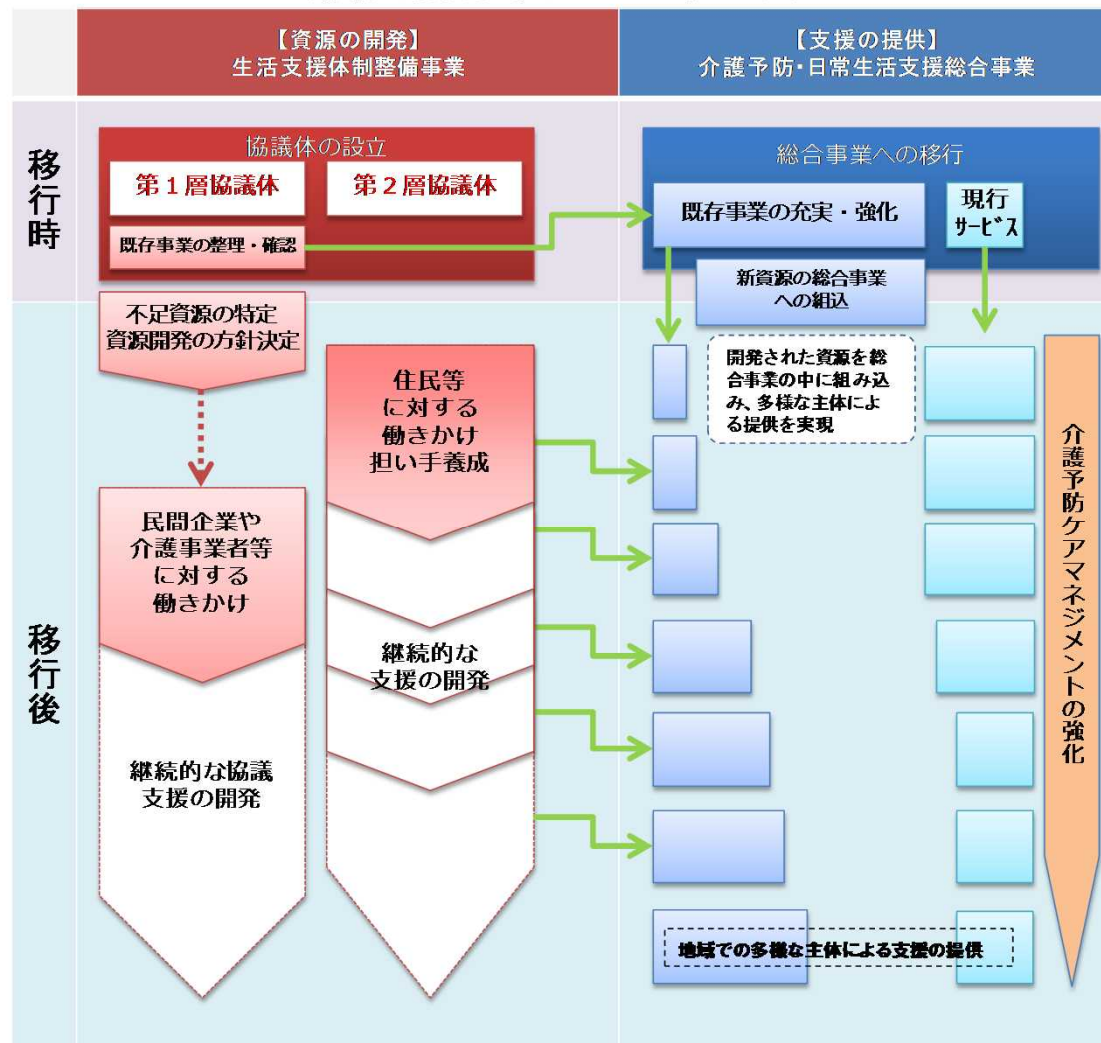 【資源の開発】
生活支援体制整備事業
【支援の提供】
介護予防・日常生活支援総合事業
移行時
協議体の設立
第１層協議体
第２層協議体
既存事業の整理・確認
総合事業への移行
既存事業の充実・強化
現行
ｻｰﾋﾞｽ
新資源の総合事業
への組込
移行後
不足資源の特定
資源開発の方針決定
民間企業や
介護事業者等
に対する
働きかけ
継続的な協議
支援の開発
住民等
に対する
働きかけ
担い手養成
継続的な
支援の開発
開発された資源を総
合事業の中に組み込
み、多様な主体によ
る提供を実現
地域での多様な主体による支援の提供
介護予防ケアマネジメントの強化